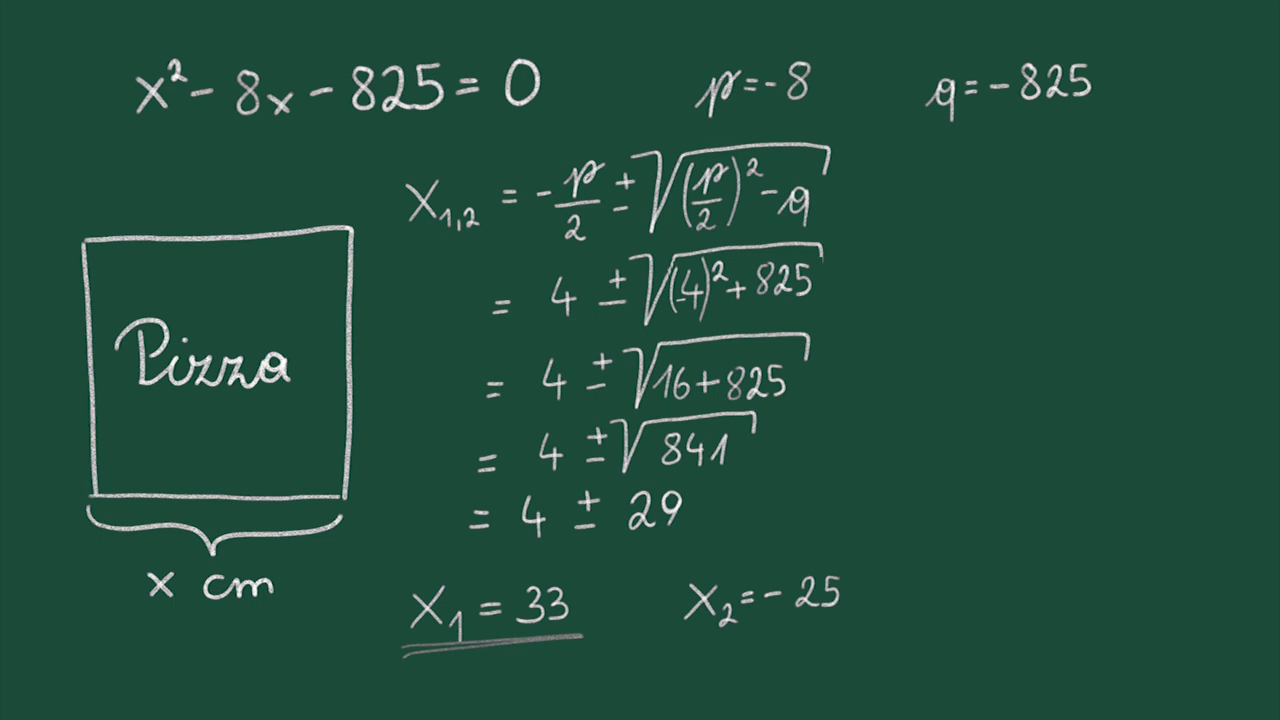 x² - 8x - 825 = 0 p = -8 q = -825
X₁,₂ = -p/2 ± √((p/2)² - q)
= 4 ± √((-4)² + 825)
= 4 ± √(16 + 825)
= 4 ± √841
= 4 ± 29
X₁ = 33 X₂ = -25
Pizza
x cm